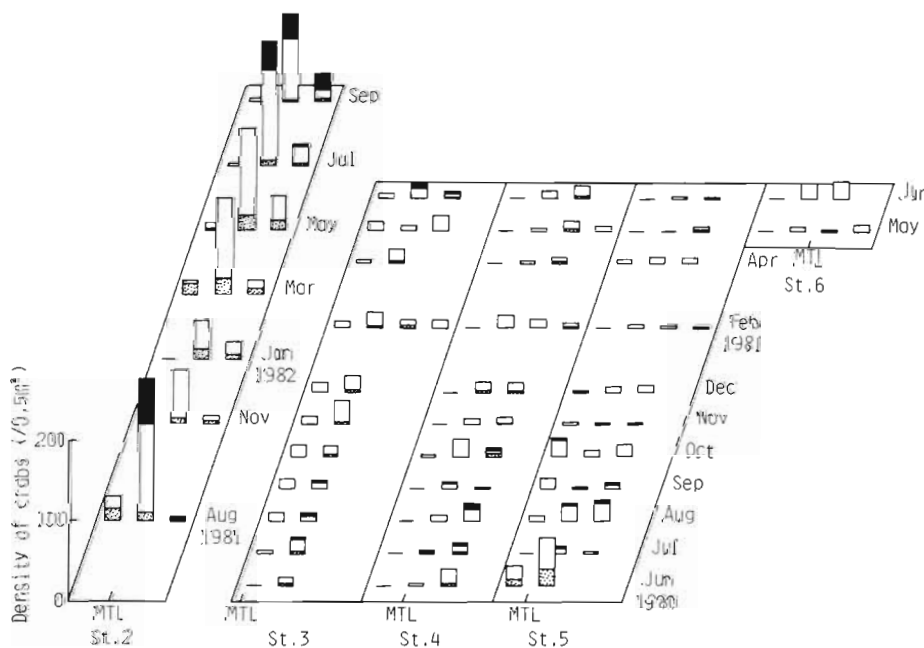 Sep
Jul
May
Mar
Jan
1982
Nov
Aug
1981
Density of crabs (/0.5m²)
200
100
0
MTL
St.2
Jun
May
Apr
MTL
St.6
Feb
1981
Dec
Nov
Oct
Sep
Aug
Jul
Jun
1980
MTL
St.3
MTL
St.4
MTL
St.5